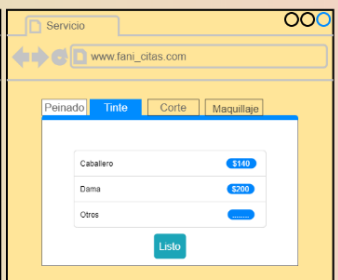 Servicio
www.fani_citas.com
Peinado Tinte Corte Maquillaje
Caballero $140
Dama $200
Otros ........
Listo